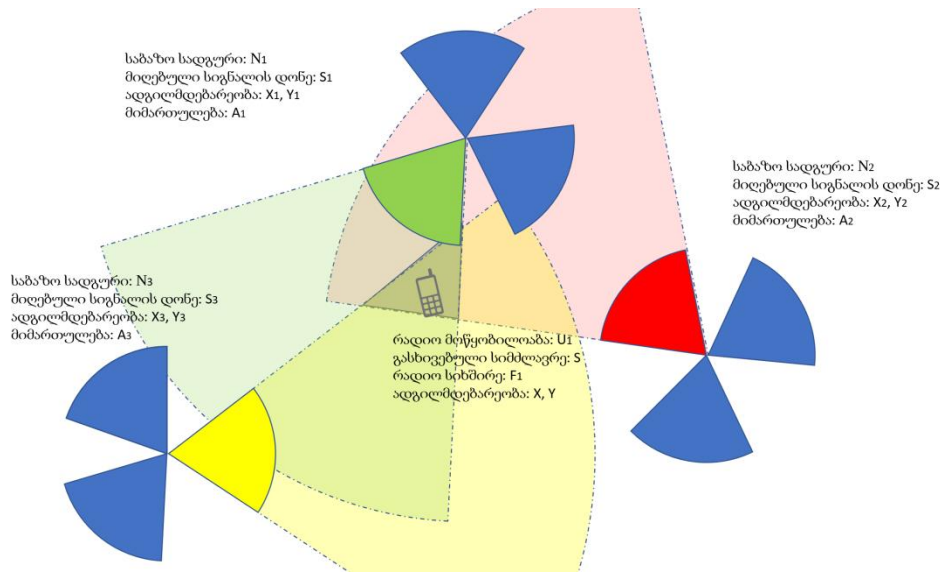 საბაზო სადგური: N1
მიღებული სიგნალის დონე: S1
ადგილმდებარეობა: X1, Y1
მიმართულება: A1
საბაზო სადგური: N2
მიღებული სიგნალის დონე: S2
ადგილმდებარეობა: X2, Y2
მიმართულება: A2
საბაზო სადგური: N3
მიღებული სიგნალის დონე: S3
ადგილმდებარეობა: X3, Y3
მიმართულება: A3
რადიო მოწყობილოაბა: U1
გასხივებული სიმძლავრე: S
რადიო სიხშირე: F1
ადგილმდებარეობა: X, Y